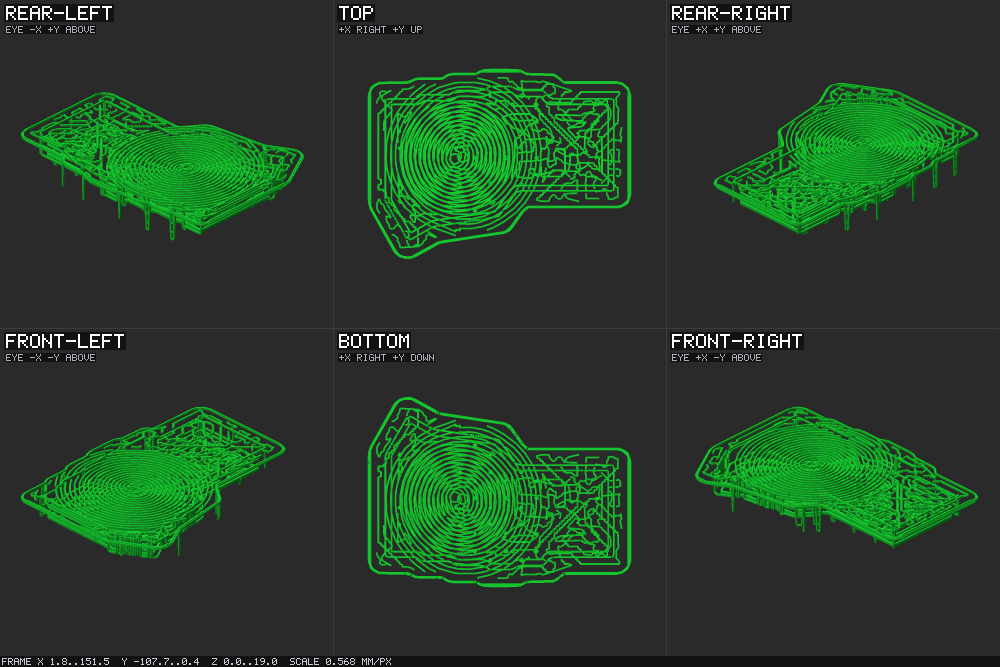 REAR-LEFT
EYE -X +Y ABOVE
TOP
+X RIGHT +Y UP
REAR-RIGHT
EYE +X +Y ABOVE
FRONT-LEFT
EYE -X -Y ABOVE
BOTTOM
+X RIGHT +Y DOWN
FRONT-RIGHT
EYE +X -Y ABOVE
FRAME X 1.8..151.5 Y -107.7..0.4 Z 0.0..19.0 SCALE 0.568 MM/PX